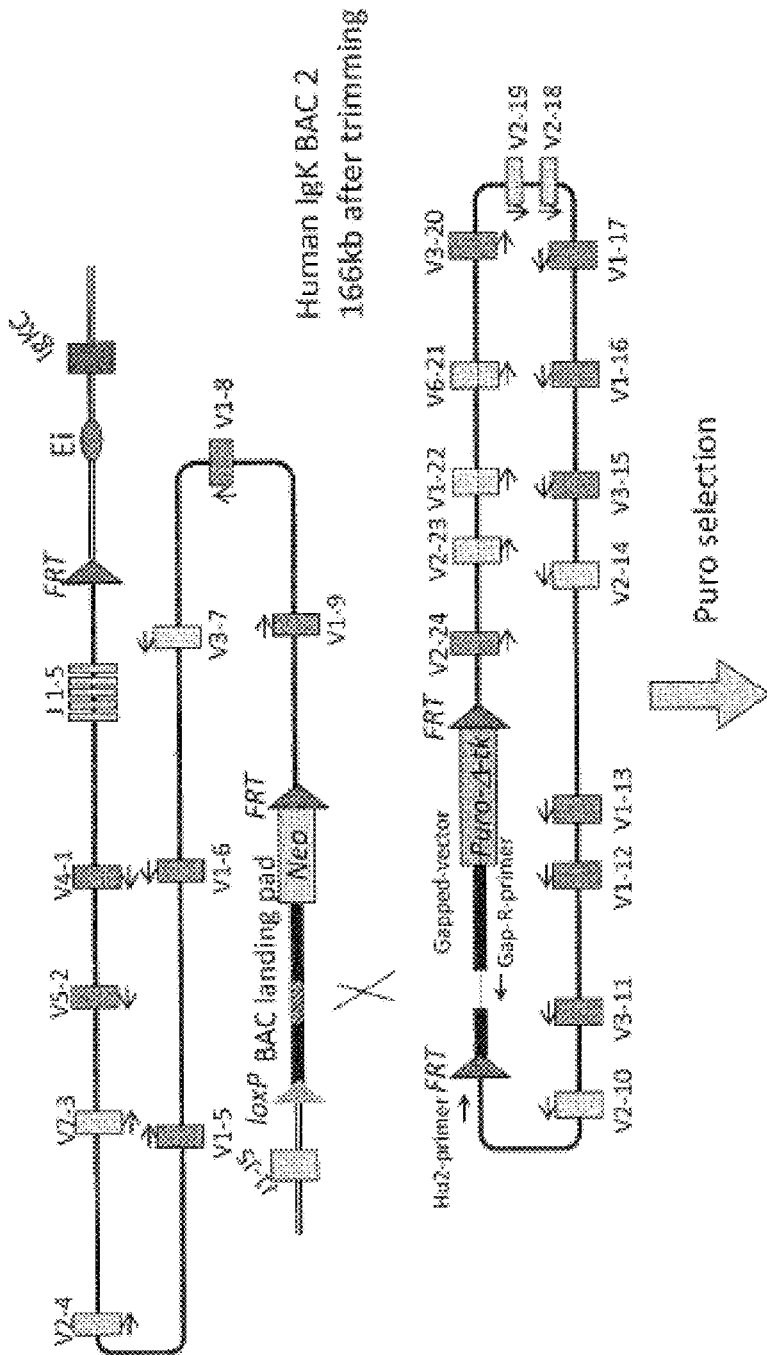 IgKC
Ei
FRT
J 1-5
V4-1
V5-2
V2-3
V2-4
V1-5
V1-6
V3-7
V1-8
V1-9
FRT
Neo
BAC landing pad
loxP
J1-J5
Human IgK BAC 2
166kb after trimming
Hu2-primer
FRT
Gapped-vector
Gap-R-primer
Puro-Δ-tk
FRT
V2-24
V2-23
V1-22
V6-21
V3-20
V2-19
V2-18
V1-17
V1-16
V3-15
V2-14
V1-13
V1-12
V3-11
V2-10
Puro selection